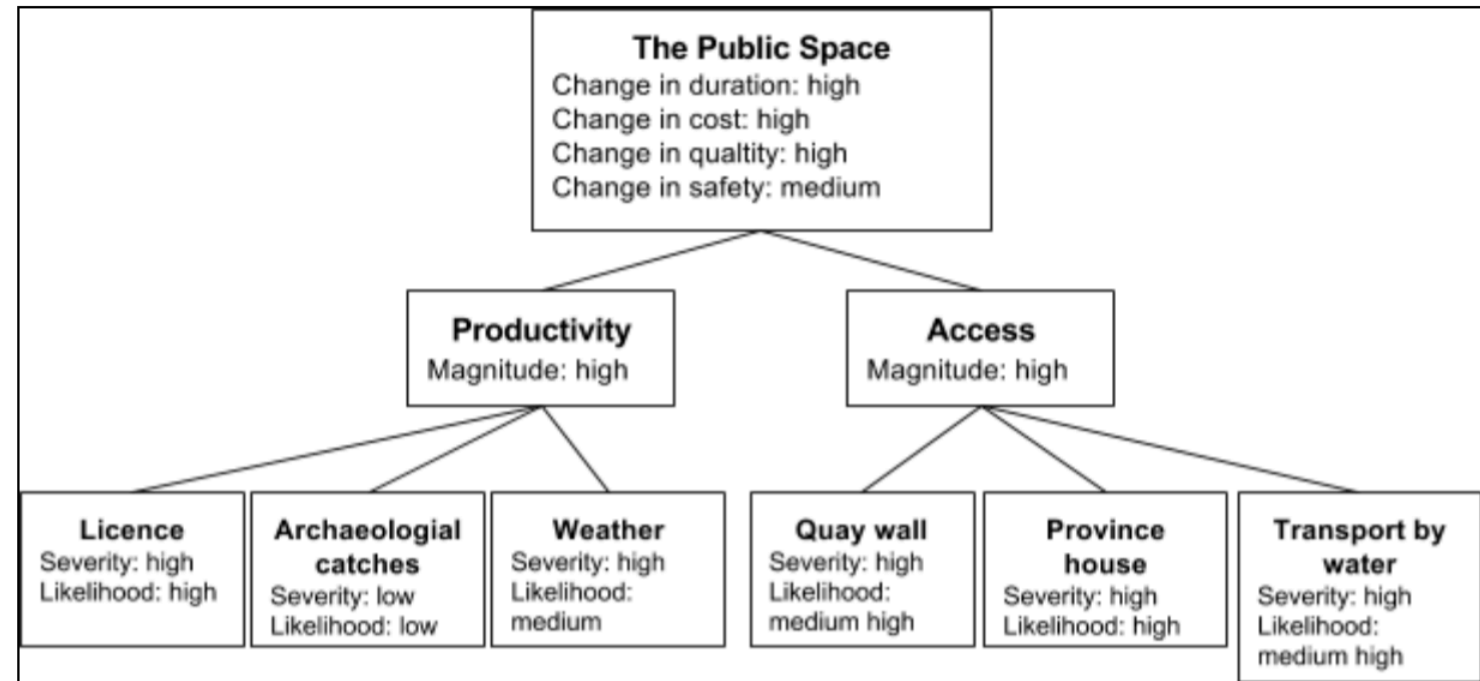 The Public Space
Change in duration: high
Change in cost: high
Change in qualtity: high
Change in safety: medium
Productivity
Magnitude: high
Access
Magnitude: high
Licence
Severity: high
Likelihood: high
Archaeologial
catches
Severity: low
Likelihood: low
Weather
Severity: high
Likelihood:
medium
Quay wall
Severity: high
Likelihood:
medium high
Province
house
Severity: high
Likelihood: high
Transport by
water
Severity: high
Likelihood:
medium high